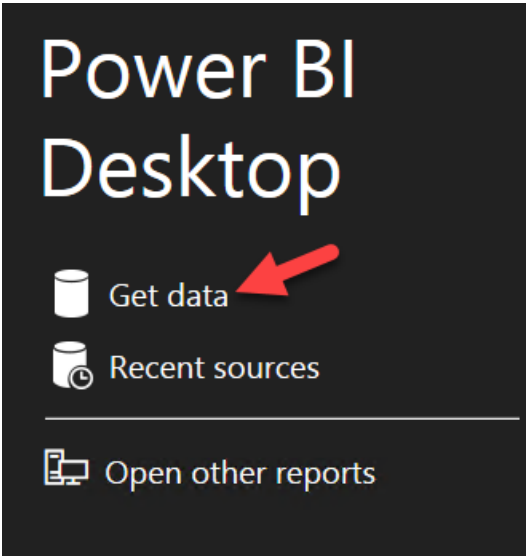 Power BI
Desktop
Get data
Recent sources
Open other reports